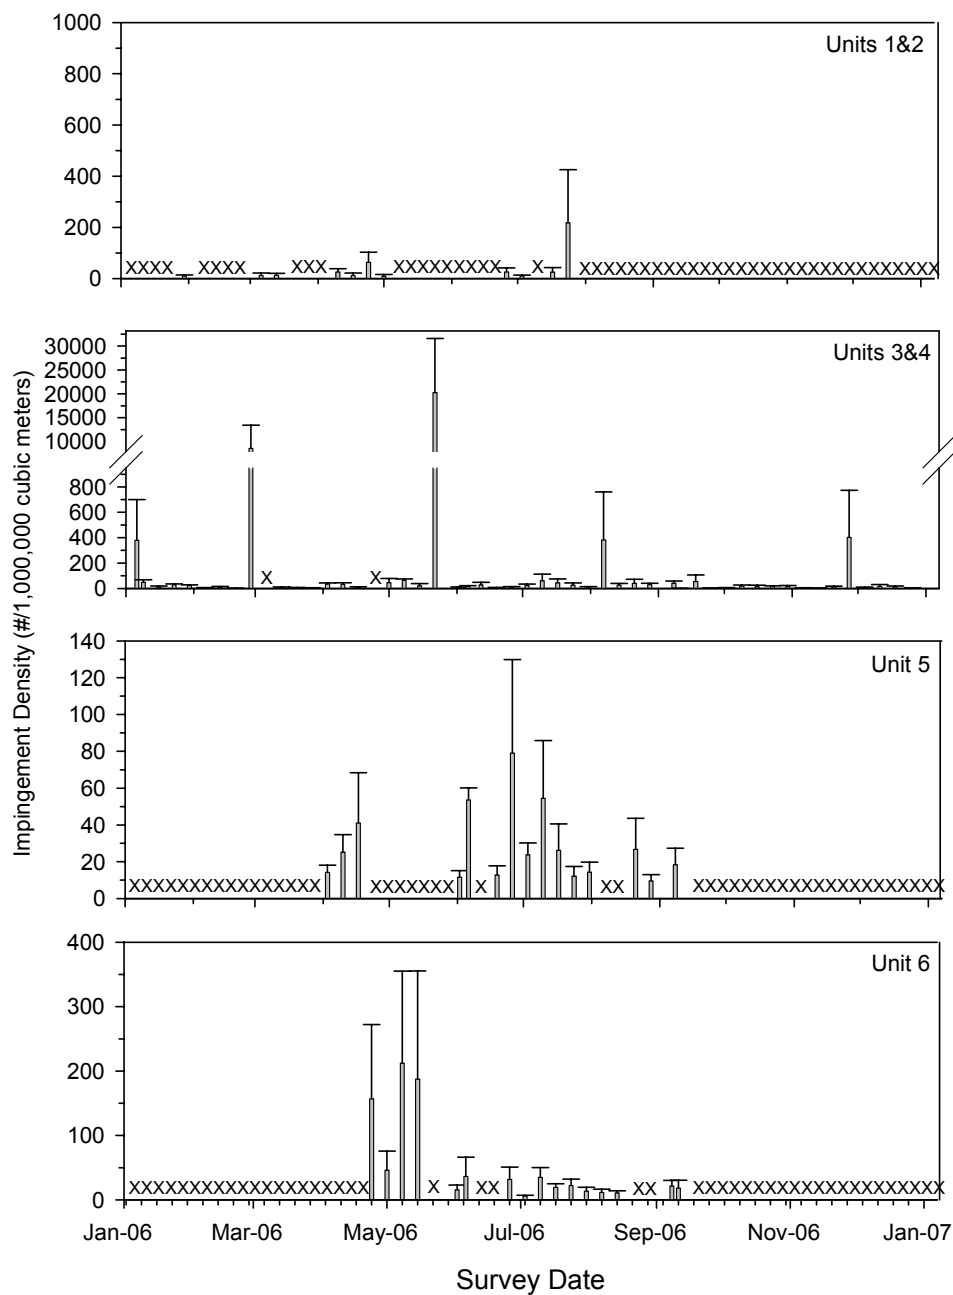 1000
Units 1&2
800
600
400
200
XXXX XXXX XXX XXXXXXXXX X XXXXXXXXXXXXXXXXXXXXXXX
0
30000
Units 3&4
25000
20000
15000
10000
800
600
400
200
X X
0
Impingement Density (#/1,000,000 cubic meters)
140
Unit 5
120
100
80
60
40
20
XXXXXXXXXXXXXXXX XXXXXXX X XX XXXXXXXXXXXXXXXXX
0
400
Unit 6
300
200
100
XXXXXXXXXXXXXXXXXXXX X XX XX XXXXXXXXXXXXXXXXX
0
Jan-06 Mar-06 May-06 Jul-06 Sep-06 Nov-06 Jan-07
Survey Date